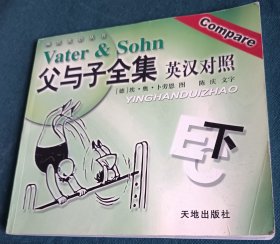 Compare
Vater & Sohn
父与子全集 英汉对照
[德]埃·奥·卜劳恩 图 陈庆 文字
YINGHANDUIZHAO
下
天地出版社